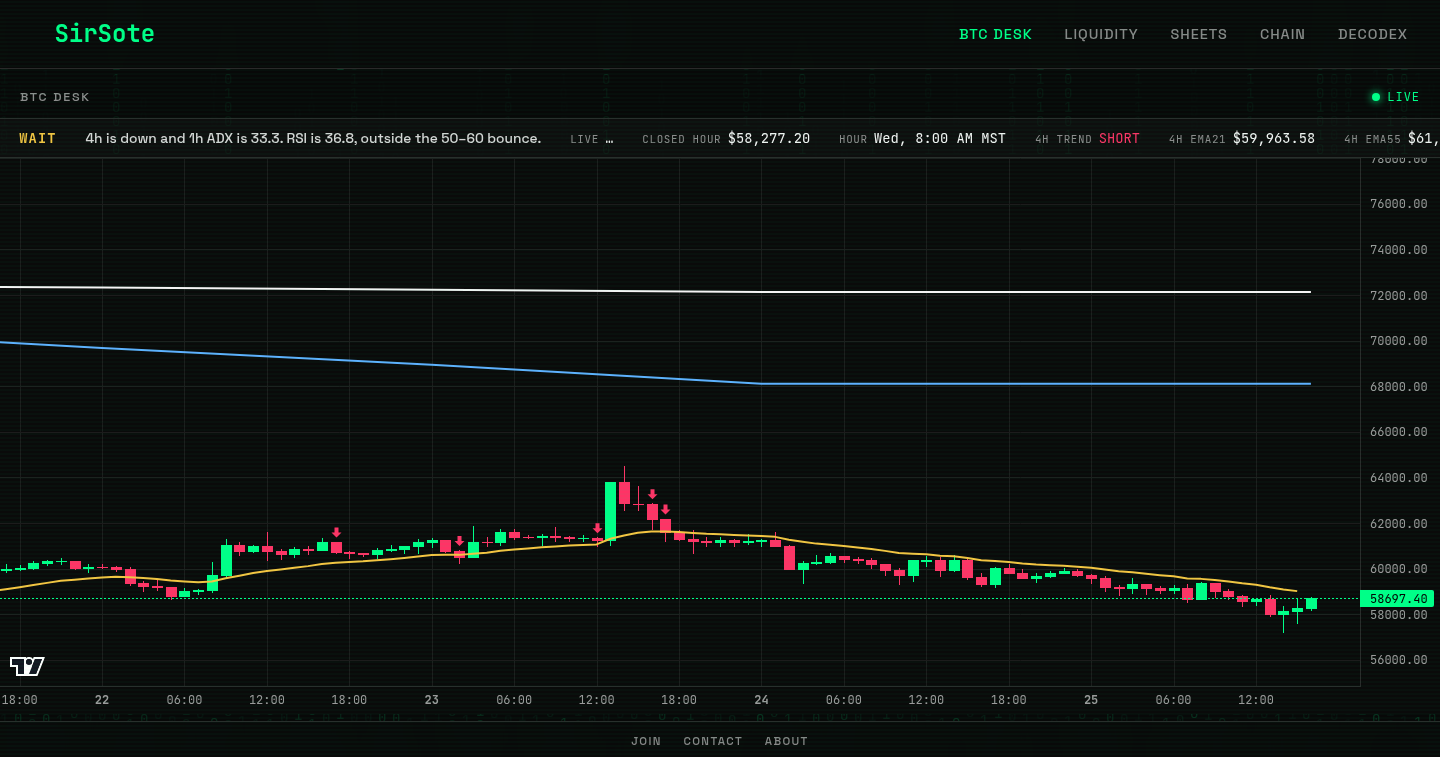 SirSote
BTC DESK LIQUIDITY SHEETS CHAIN DECODEX
BTC DESK
LIVE
WAIT 4h is down and 1h ADX is 33.3. RSI is 36.8, outside the 50–60 bounce. LIVE … CLOSED HOUR $58,277.20 HOUR Wed, 8:00 AM MST 4H TREND SHORT 4H EMA21 $59,963.58 4H EMA55 $61,
78000.00
76000.00
74000.00
72000.00
70000.00
68000.00
66000.00
64000.00
62000.00
60000.00
58697.40
58000.00
56000.00
18:00 22 06:00 12:00 18:00 23 06:00 12:00 18:00 24 06:00 12:00 18:00 25 06:00 12:00
JOIN CONTACT ABOUT